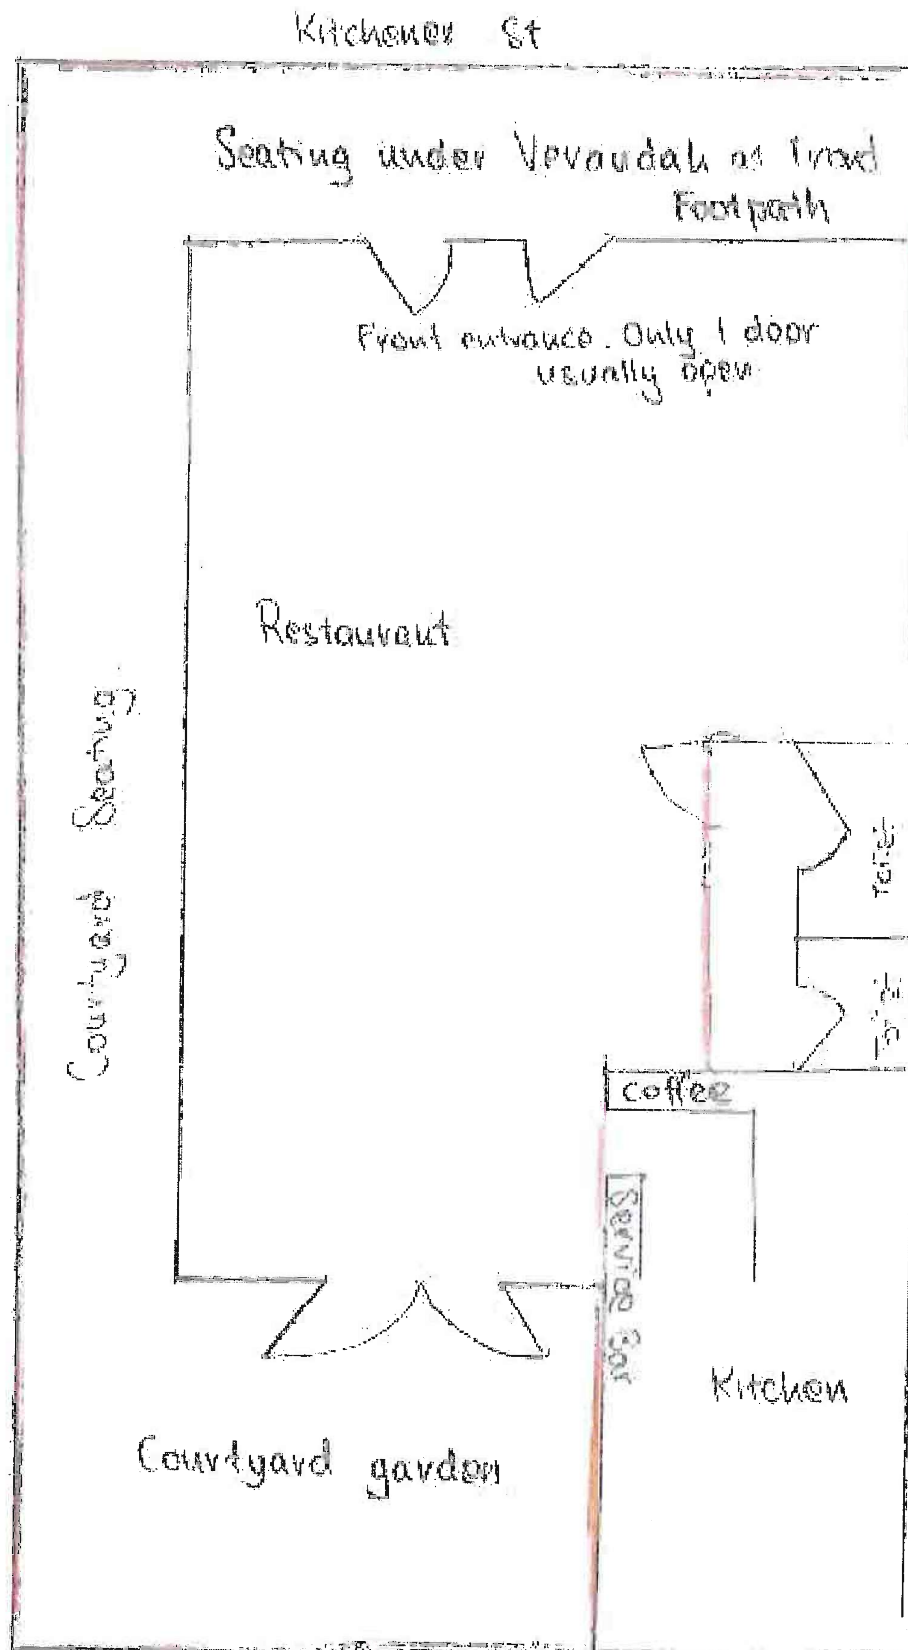 Kitchener St
Seating under Verandah at front
Footpath
Front entrance. Only 1 door
usually open
Restaurant
Courtyard Seating
Toilet
Toilet
coffee
Service Bar
Kitchen
Courtyard garden